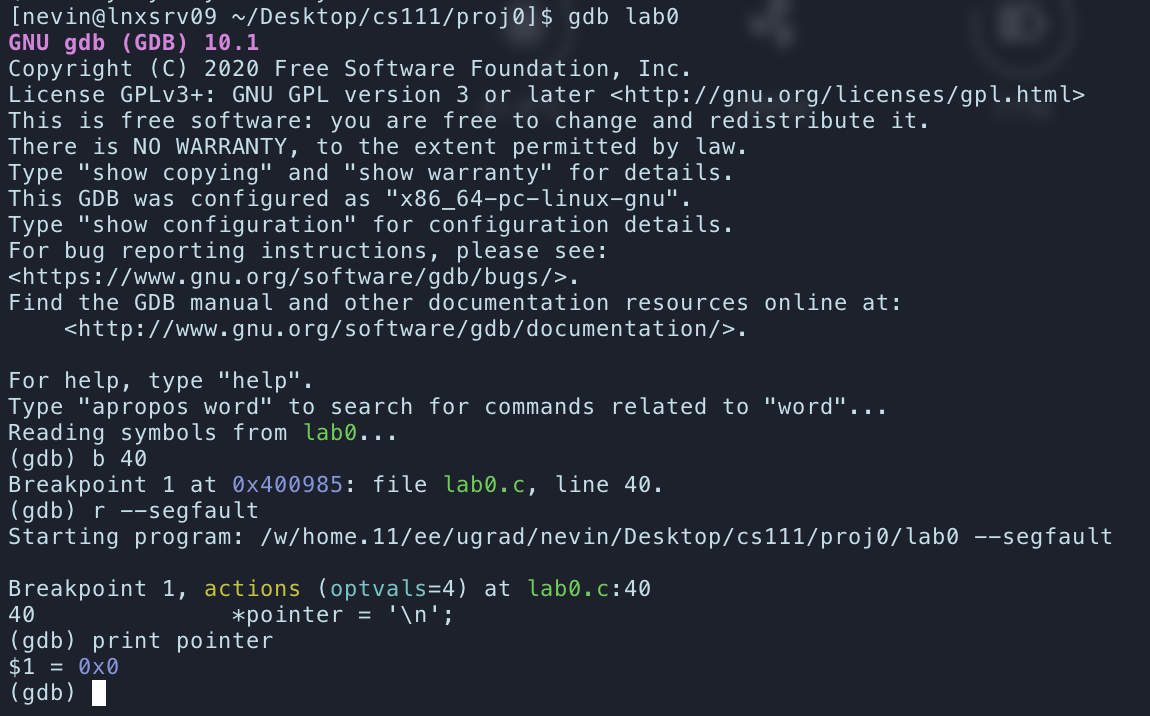 [nevin@lnxsrv09 ~/Desktop/cs111/proj0]$ gdb lab0
GNU gdb (GDB) 10.1
Copyright (C) 2020 Free Software Foundation, Inc.
License GPLv3+: GNU GPL version 3 or later <http://gnu.org/licenses/gpl.html>
This is free software: you are free to change and redistribute it.
There is NO WARRANTY, to the extent permitted by law.
Type "show copying" and "show warranty" for details.
This GDB was configured as "x86_64-pc-linux-gnu".
Type "show configuration" for configuration details.
For bug reporting instructions, please see:
<https://www.gnu.org/software/gdb/bugs/>.
Find the GDB manual and other documentation resources online at:
    <http://www.gnu.org/software/gdb/documentation/>.

For help, type "help".
Type "apropos word" to search for commands related to "word"...
Reading symbols from lab0...
(gdb) b 40
Breakpoint 1 at 0x400985: file lab0.c, line 40.
(gdb) r --segfault
Starting program: /w/home.11/ee/ugrad/nevin/Desktop/cs111/proj0/lab0 --segfault

Breakpoint 1, actions (optvals=4) at lab0.c:40
40              *pointer = '\n';
(gdb) print pointer
$1 = 0x0
(gdb)